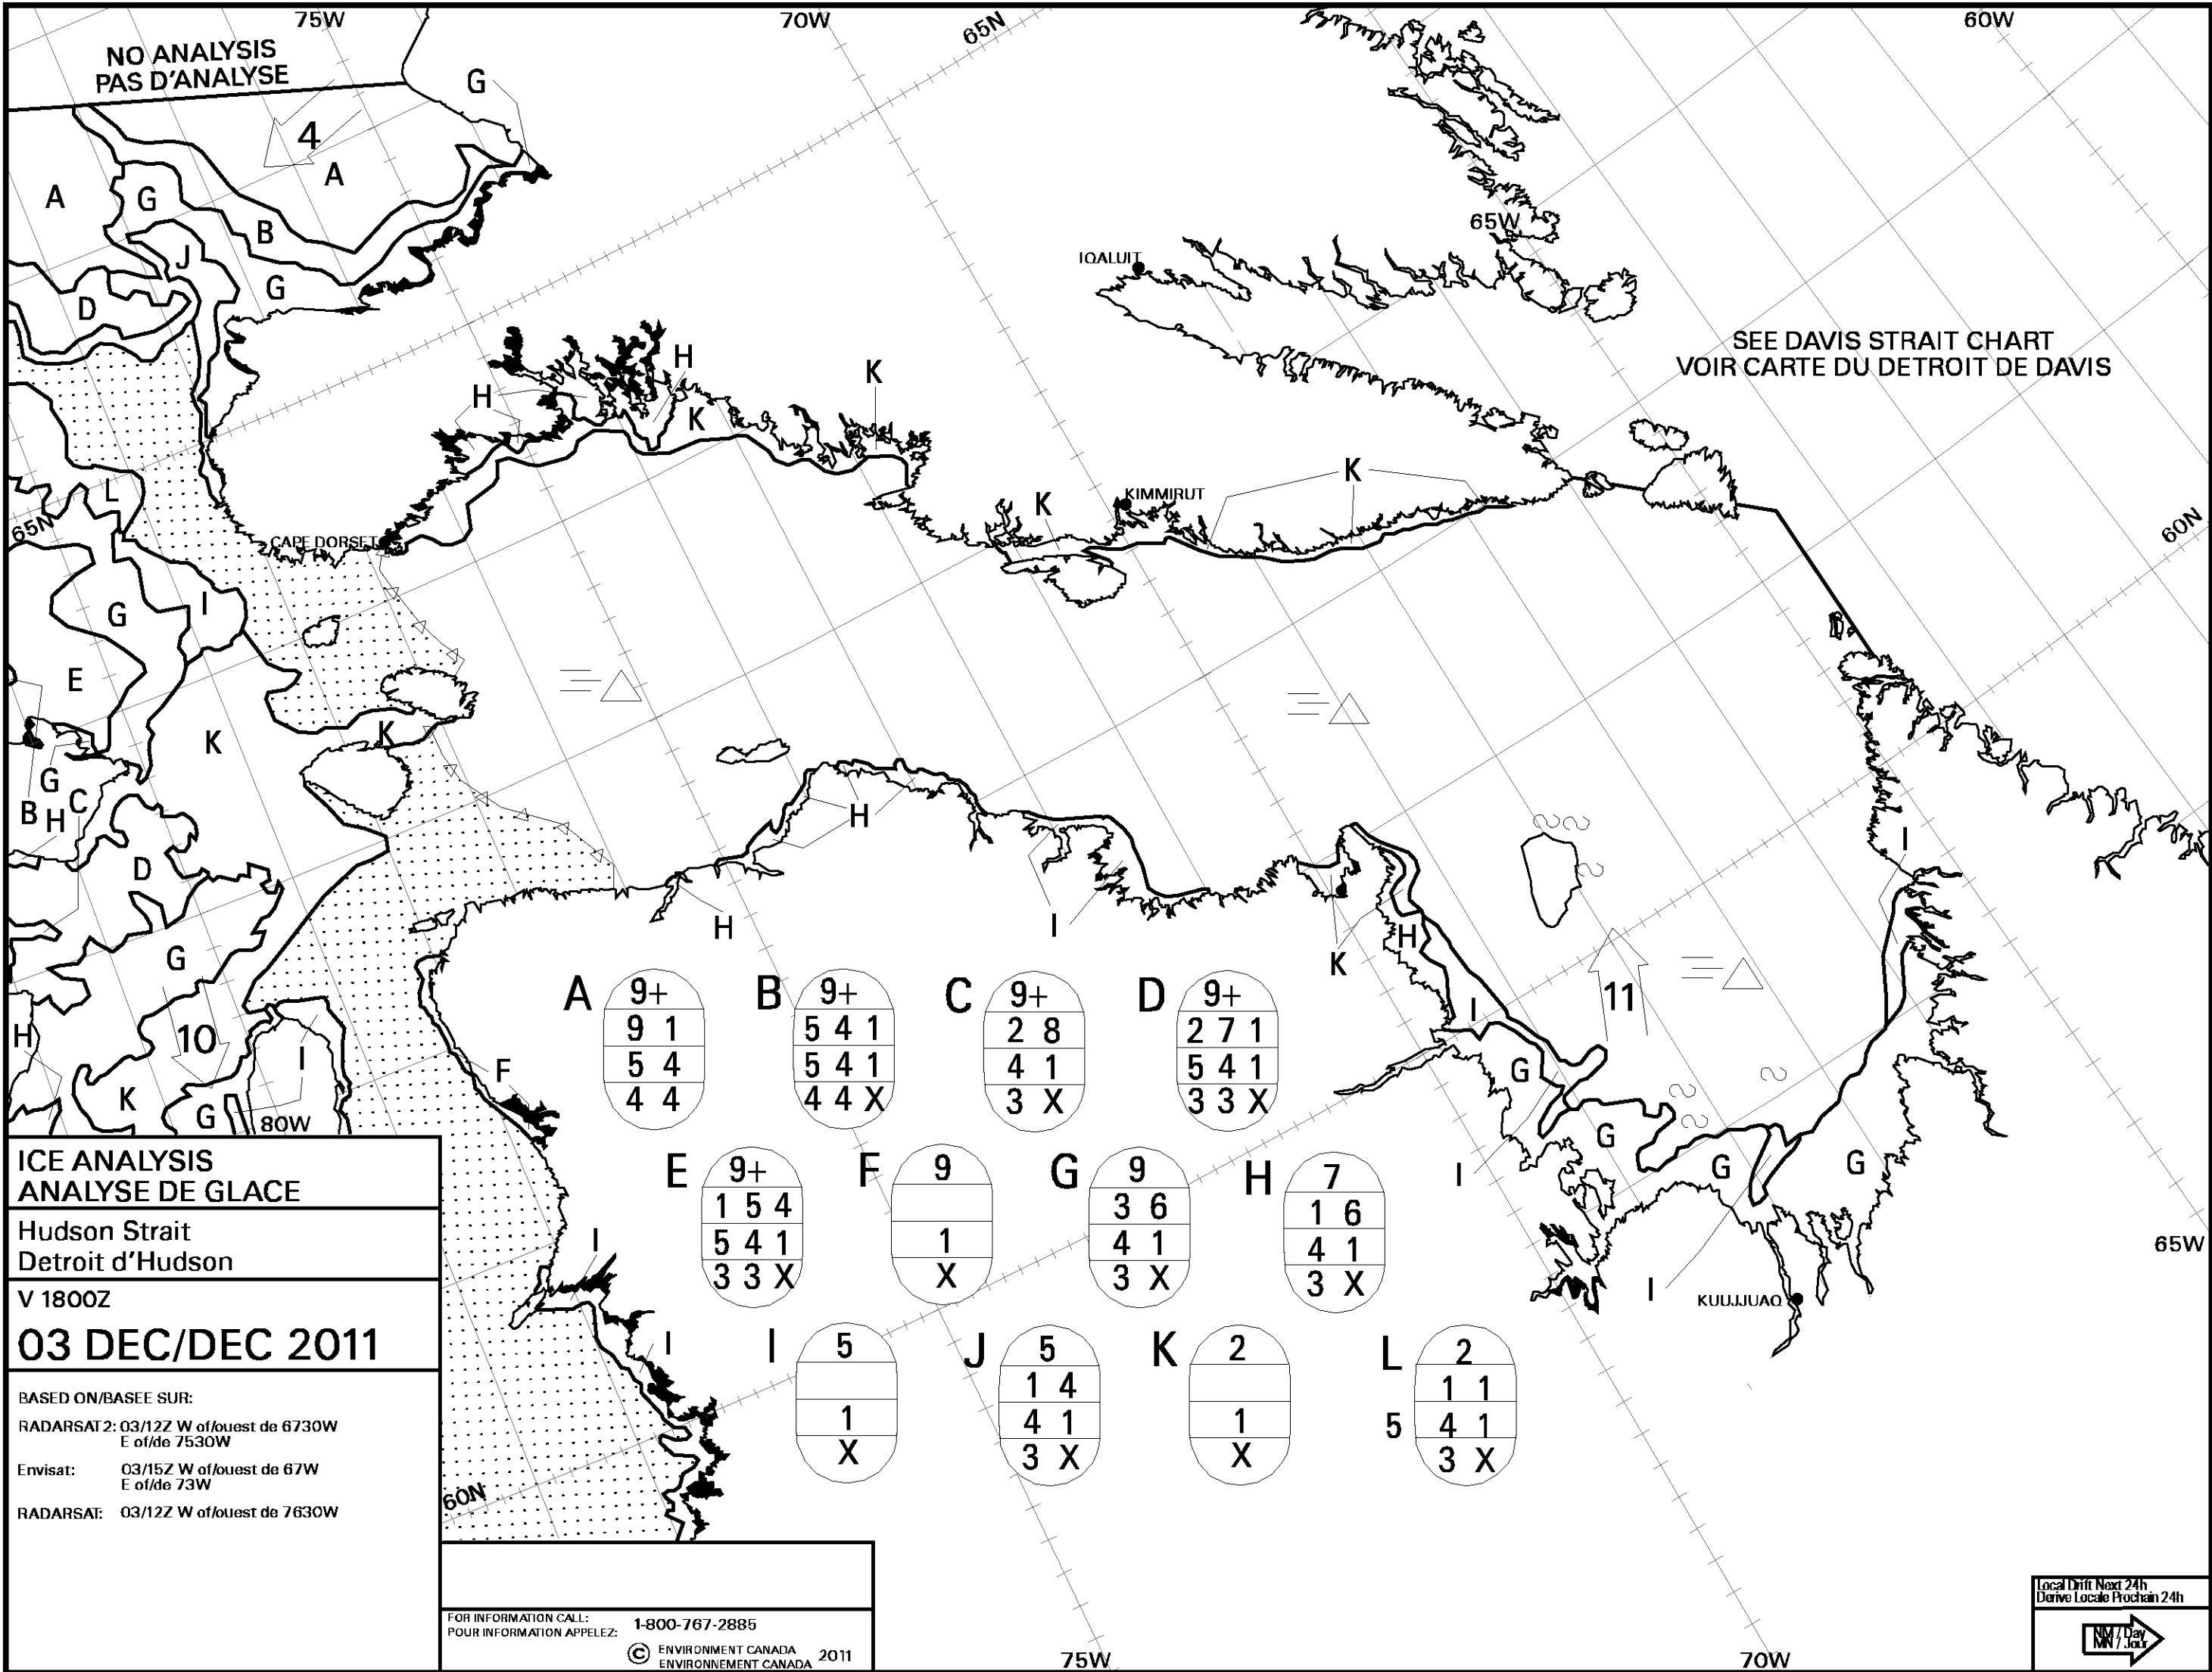 75W
70W
65N
60W
NO ANALYSIS
PAS D'ANALYSE
G
4
A
A
G
B
65W
J
IQALUIT
G
D
SEE DAVIS STRAIT CHART
VOIR CARTE DU DETROIT DE DAVIS
H
K
H
K
K
L
K
KIMMIRUT
65N
60N
CAPE DORSET
I
G
E
K
K
G
B H C
H
I
D
H
I
H
G
K
I
11
H
10
I
F
K
G
80W
G
I
G
G
G
I
I
I
I
KUUJJUAQ
65W
A
9+
9 1
5 4
4 4
B
9+
5 4 1
5 4 1
4 4 X
C
9+
2 8
4 1
3 X
D
9+
2 7 1
5 4 1
3 3 X
E
9+
1 5 4
5 4 1
3 3 X
F
9
1
X
G
9
3 6
4 1
3 X
H
7
1 6
4 1
3 X
I
5
1
X
J
5
1 4
4 1
3 X
K
2
1
X
L
2
1 1
5 4 1
3 X
ICE ANALYSIS
ANALYSE DE GLACE
Hudson Strait
Detroit d'Hudson
V 1800Z
03 DEC/DEC 2011
BASED ON/BASEE SUR:
RADARSAT2: 03/12Z W of/ouest de 6730W
E of/de 7530W
Envisat: 03/15Z W of/ouest de 67W
E of/de 73W
RADARSAT: 03/12Z W of/ouest de 7630W
60N
FOR INFORMATION CALL:
POUR INFORMATION APPELEZ: 1-800-767-2885
© ENVIRONMENT CANADA
ENVIRONNEMENT CANADA 2011
75W
70W
Local Drift Next 24h
Derive Locale Prochain 24h
NM / Day
MN / Jour